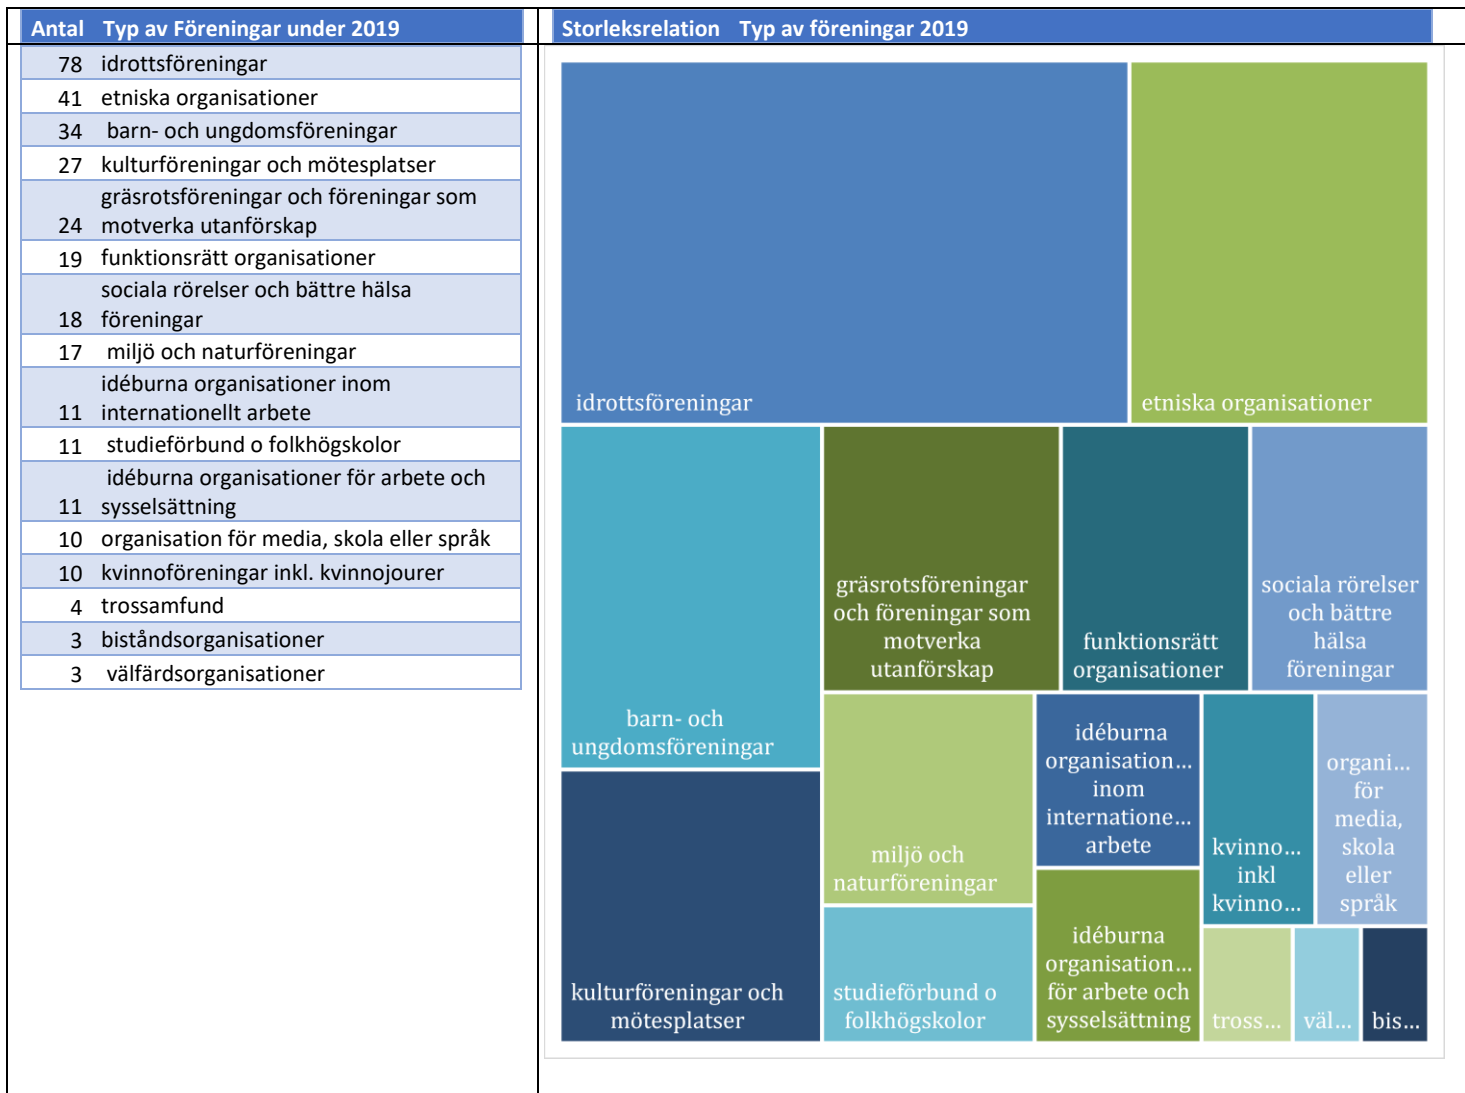 Antal Typ av Föreningar under 2019
78 idrottsföreningar
41 etniska organisationer
34 barn- och ungdomsföreningar
27 kulturföreningar och mötesplatser
gräsrotsföreningar och föreningar som
24 motverka utanförskap
19 funktionsrätt organisationer
sociala rörelser och bättre hälsa
18 föreningar
17 miljö och naturföreningar
idéburna organisationer inom
11 internationellt arbete
11 studieförbund o folkhögskolor
idéburna organisationer för arbete och
11 sysselsättning
10 organisation för media, skola eller språk
10 kvinnoföreningar inkl. kvinnojourer
4 trossamfund
3 biståndsorganisationer
3 välfärdsorganisationer
Storleksrelation Typ av föreningar 2019
idrottsföreningar
etniska organisationer
barn- och
ungdomsföreningar
kulturföreningar och
mötesplatser
gräsrotsföreningar
och föreningar som
motverka
utanförskap
funktionsrätt
organisationer
sociala rörelser
och bättre
hälsa
föreningar
miljö och
naturföreningar
studieförbund o
folkhögskolor
idéburna
organisation...
inom
internatione...
arbete
idéburna
organisation...
för arbete och
sysselsättning
kvinno...
inkl
kvinno...
organi...
för
media,
skola
eller
språk
tross...
väl...
bis...